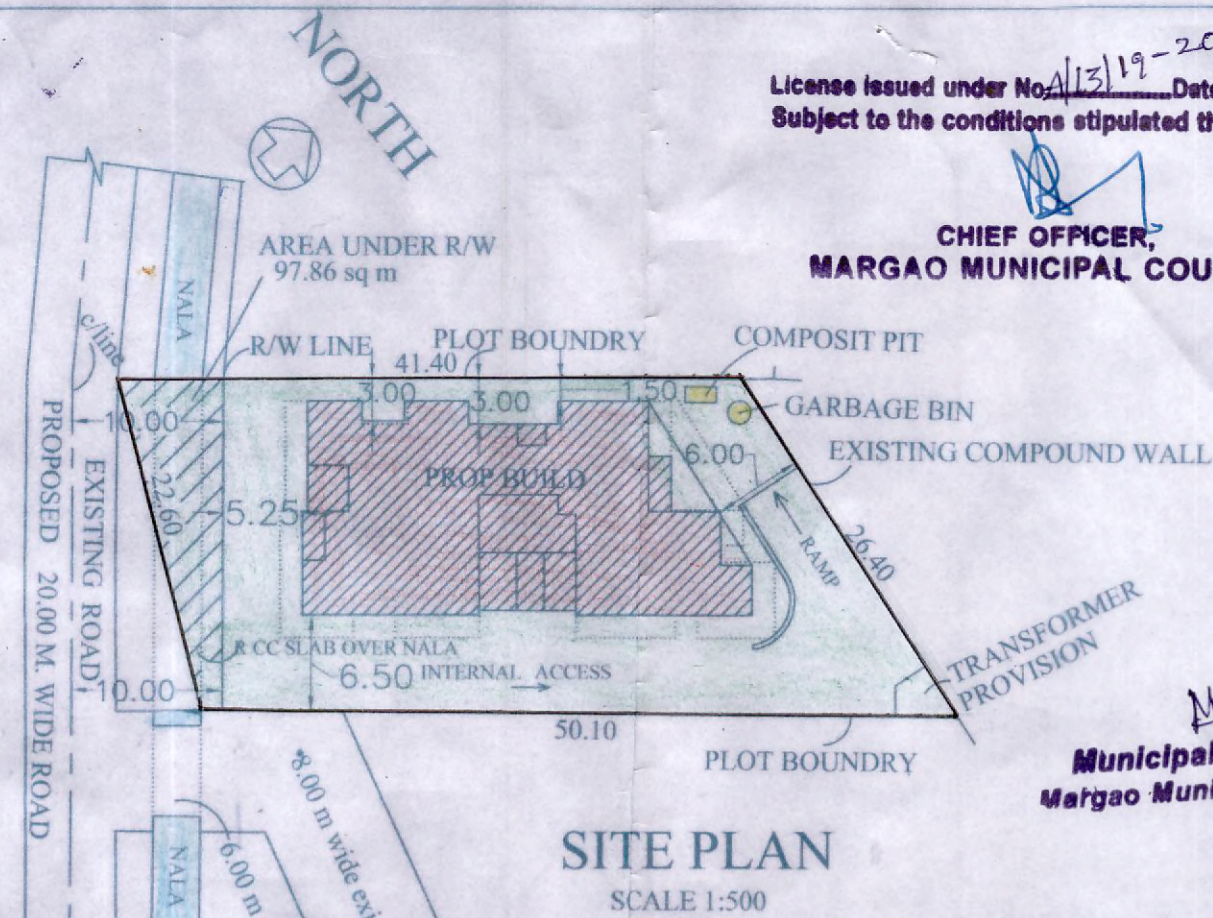 NORTH
License issued under No. A/13/19-20 Date
Subject to the conditions stipulated th
CHIEF OFFICER,
MARGAO MUNICIPAL COU
AREA UNDER R/W
97.86 sq m
NALA
c/line
R/W LINE
PLOT BOUNDRY
41.40
COMPOSIT PIT
3.00
3.00
1.50
GARBAGE BIN
10.00
EXISTING COMPOUND WALL
6.00
PROP BUILD
22.60
5.25
RAMP
26.40
PROPOSED 20.00 M. WIDE ROAD
EXISTING ROAD
R CC SLAB OVER NALA
6.50 INTERNAL ACCESS
10.00
TRANSFORMER
PROVISION
50.10
PLOT BOUNDRY
Municipal
Margao Muni
8.00 m wide exi
6.00 m
NALA
SITE PLAN
SCALE 1:500